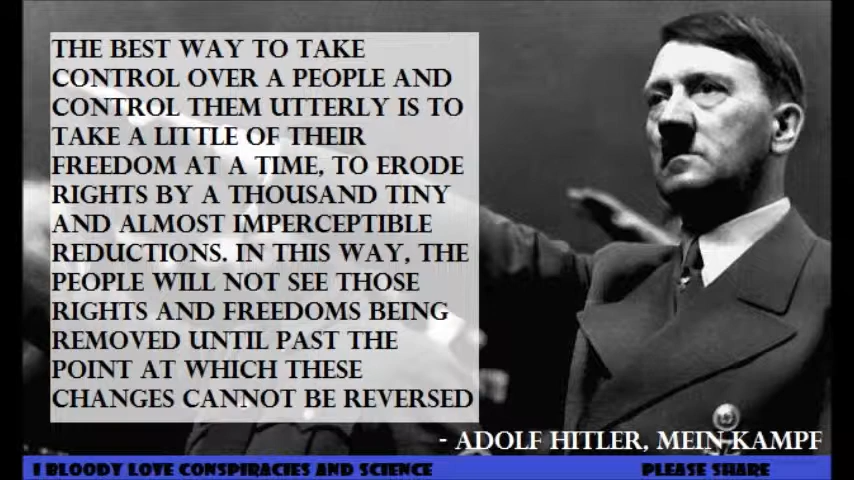 THE BEST WAY TO TAKE
CONTROL OVER A PEOPLE AND
CONTROL THEM UTTERLY IS TO
TAKE A LITTLE OF THEIR
FREEDOM AT A TIME, TO ERODE
RIGHTS BY A THOUSAND TINY
AND ALMOST IMPERCEPTIBLE
REDUCTIONS. IN THIS WAY, THE
PEOPLE WILL NOT SEE THOSE
RIGHTS AND FREEDOMS BEING
REMOVED UNTIL PAST THE
POINT AT WHICH THESE
CHANGES CANNOT BE REVERSED
- ADOLF HITLER, MEIN KAMPF
I BLOODY LOVE CONSPIRACIES AND SCIENCE
PLEASE SHARE